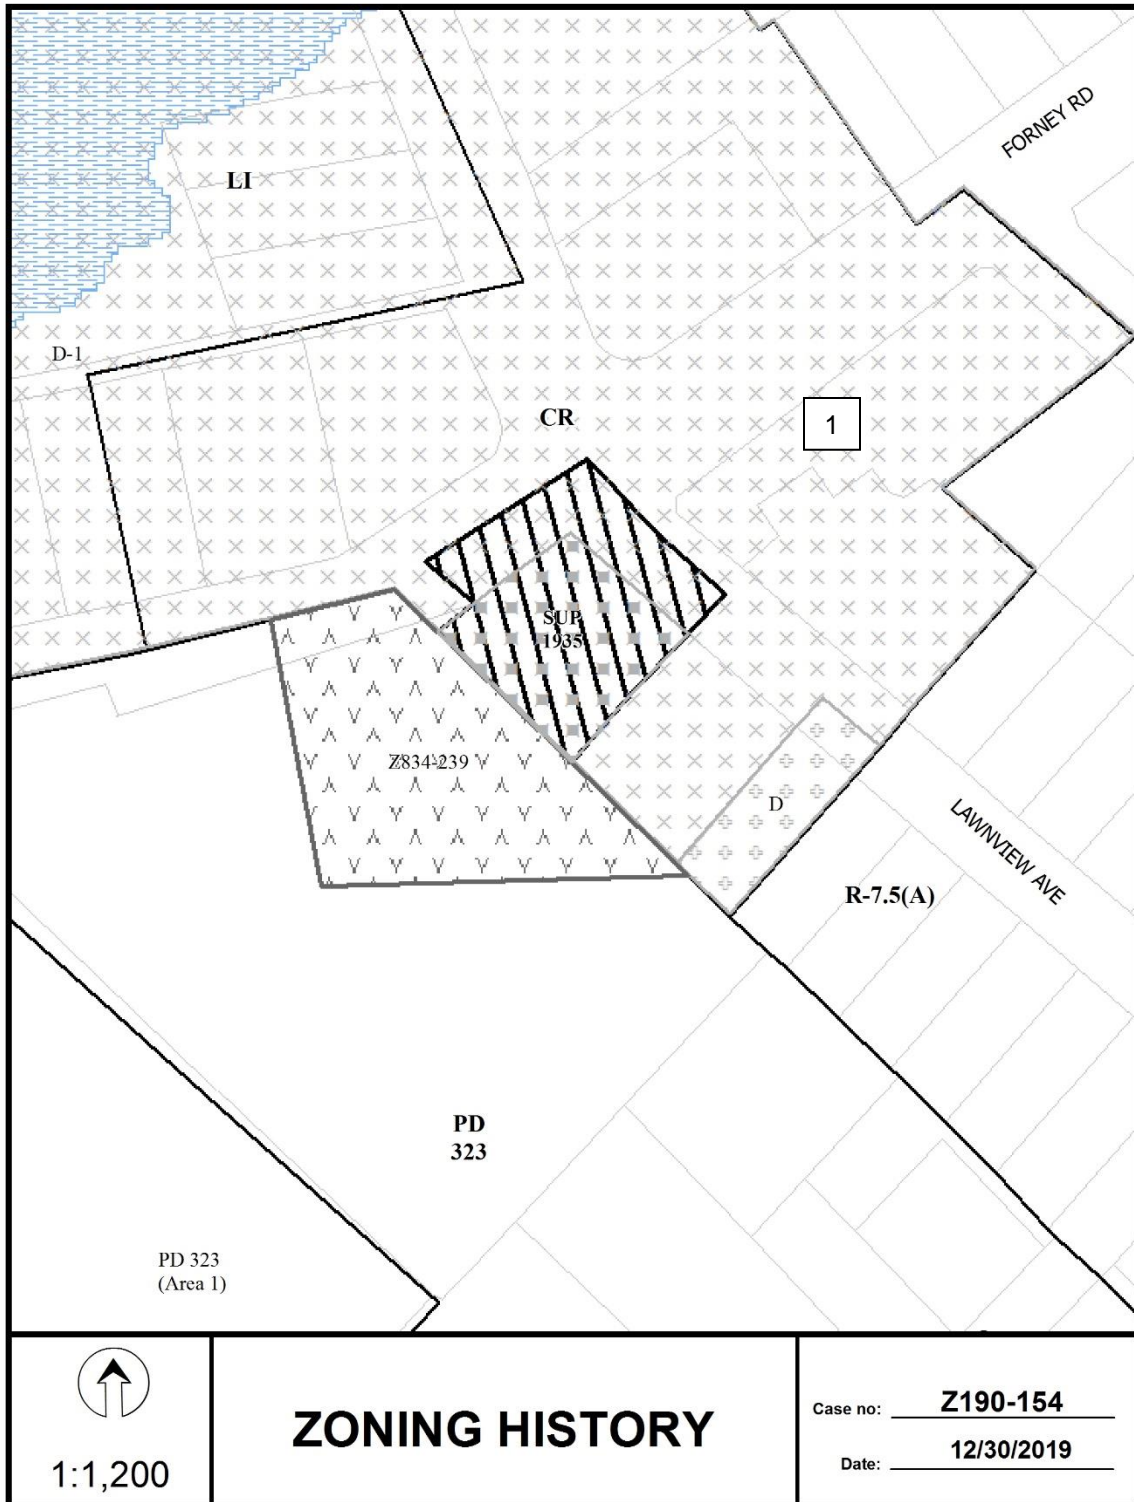 FORNEY RD
LI
D-1
CR
1
SUP
1935
Z834-239
D
LAWNVIEW AVE
R-7.5(A)
PD
323
PD 323
(Area 1)
1:1,200
ZONING HISTORY
Case no: Z190-154
Date: 12/30/2019